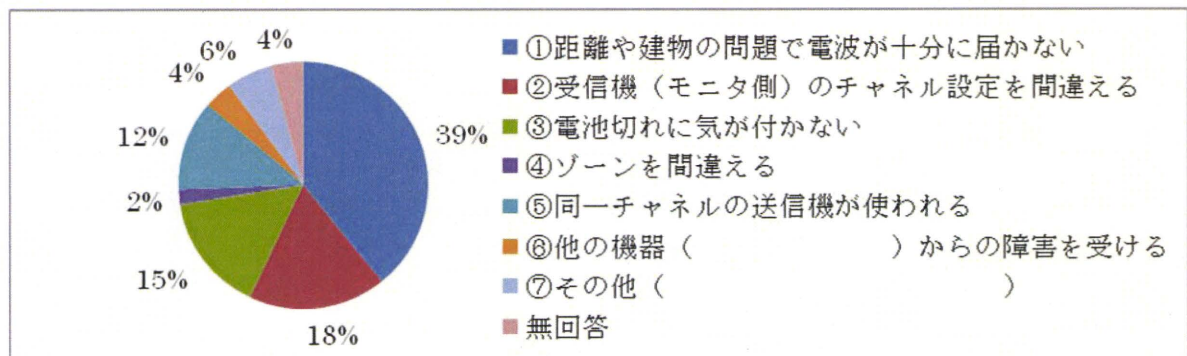 4%
6%
4%
12%
2%
15%
18%
39%
①距離や建物の問題で電波が十分に届かない
②受信機（モニタ側）のチャネル設定を間違える
③電池切れに気が付かない
④ゾーンを間違える
⑤同一チャネルの送信機が使われる
⑥他の機器（　　　　　　　）からの障害を受ける
⑦その他（　　　　　　　　　　　　）
無回答